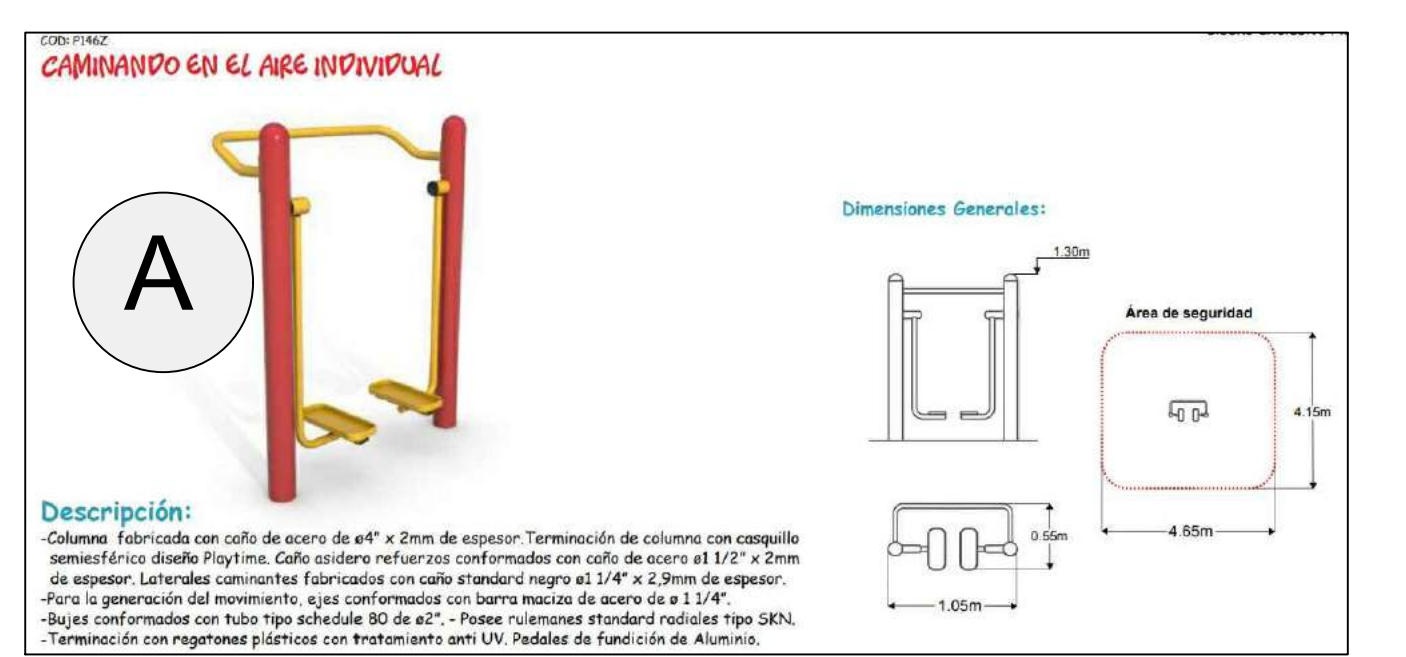 COD: P146Z
CAMINANDO EN EL AIRE INDIVIDUAL
A
Dimensiones Generales:
1.30m
Área de seguridad
4.15m
4.65m
0.55m
1.05m
Descripción:
-Columna fabricada con caño de acero de ø4" x 2mm de espesor.Terminación de columna con casquillo
semiesférico diseño Playtime. Caño asidero refuerzos conformados con caño de acero ø1 1/2" x 2mm
de espesor. Laterales caminantes fabricados con caño standard negro ø1 1/4" x 2,9mm de espesor.
-Para la generación del movimiento, ejes conformados con barra maciza de acero de ø 1 1/4".
-Bujes conformados con tubo tipo schedule 80 de ø2". - Posee rulemanes standard radiales tipo SKN.
-Terminación con regatones plásticos con tratamiento anti UV. Pedales de fundición de Aluminio.